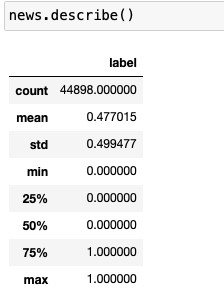 news.describe()
label
count 44898.000000
mean 0.477015
std 0.499477
min 0.000000
25% 0.000000
50% 0.000000
75% 1.000000
max 1.000000